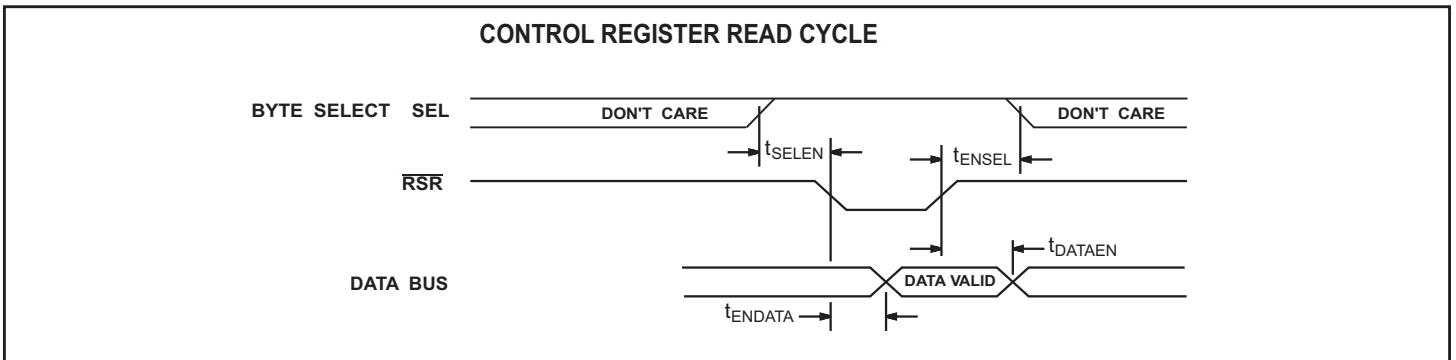 CONTROL REGISTER READ CYCLE
BYTE SELECT SEL
DON'T CARE
DON'T CARE
tSELEN
tENSEL
RSR
tDATAEN
DATA BUS
DATA VALID
tENDATA